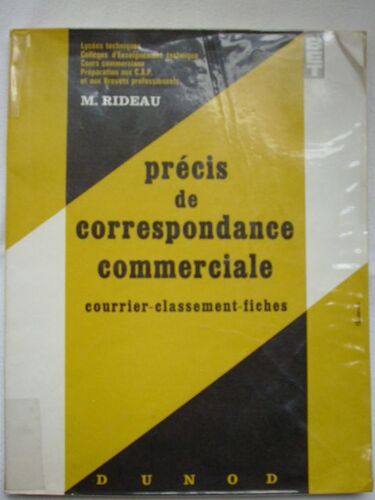 Lycées techniques
Collèges d'Enseignement technique
Cours commerciaux
Préparation aux C.A.P.
et aux Brevets professionnels
M. RIDEAU
précis
de
correspondance
commerciale
courrier-classement-fiches
DUNOD